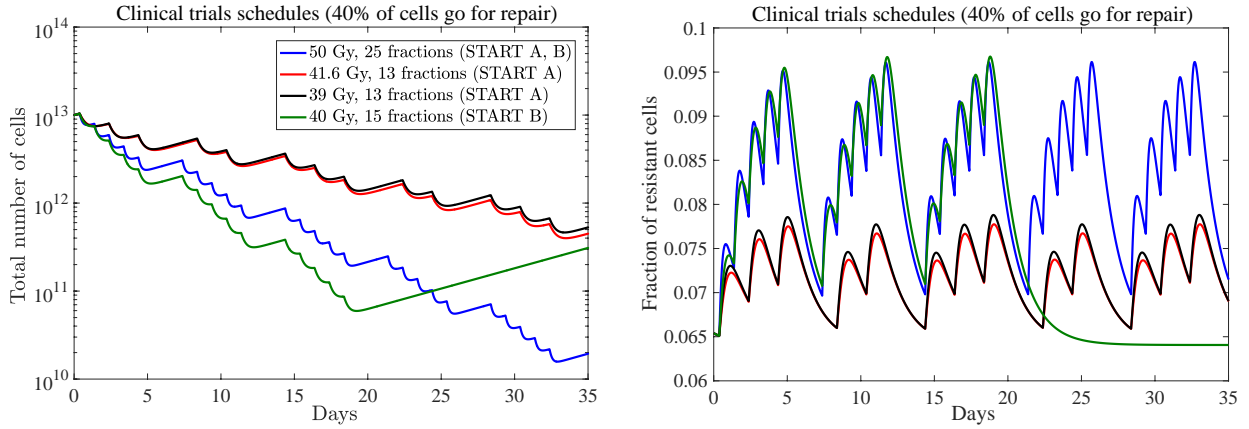 Clinical trials schedules (40% of cells go for repair)
Total number of cells
10^14
10^13
10^12
10^11
10^10
50 Gy, 25 fractions (START A, B)
41.6 Gy, 13 fractions (START A)
39 Gy, 13 fractions (START A)
40 Gy, 15 fractions (START B)
0 5 10 15 20 25 30 35
Days
Clinical trials schedules (40% of cells go for repair)
Fraction of resistant cells
0.1
0.095
0.09
0.085
0.08
0.075
0.07
0.065
0.06
0 5 10 15 20 25 30 35
Days